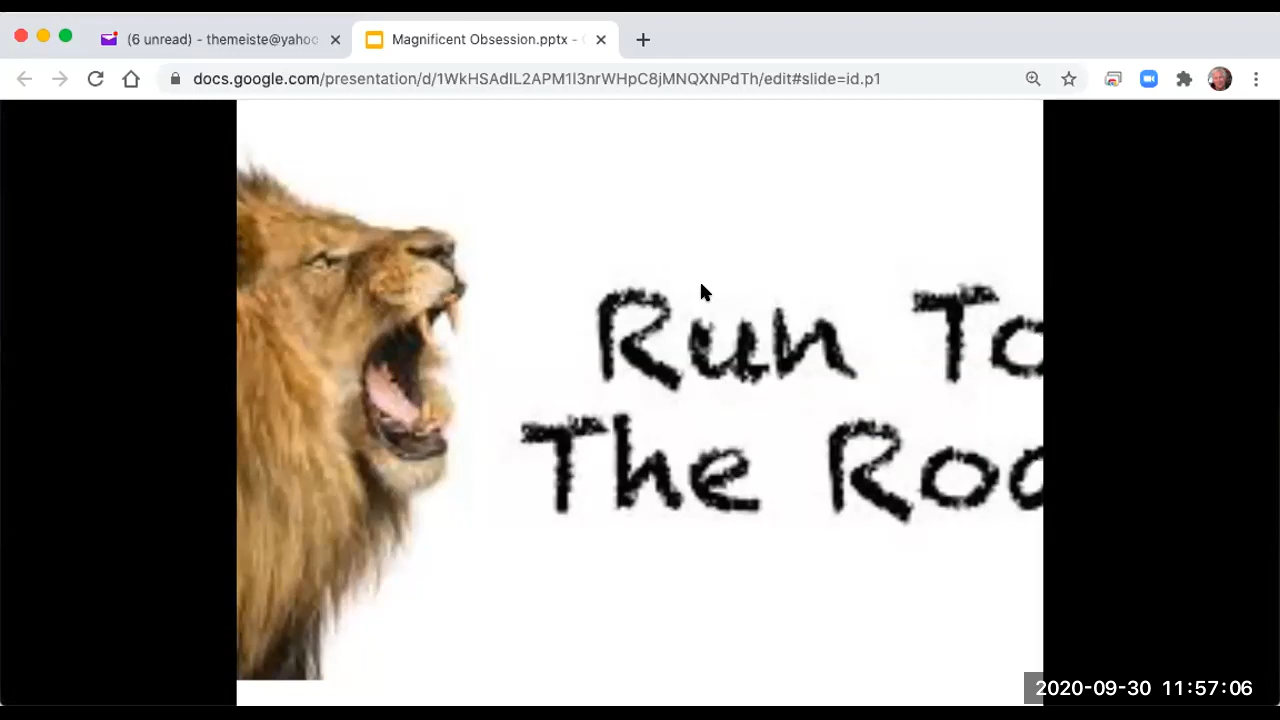 (6 unread) - themeiste@yahoo
Magnificent Obsession.pptx -
docs.google.com/presentation/d/1WkHSAdIL2APM1I3nrWHpC8jMNQXNPdTh/edit#slide=id.p1
Run To
The Roo
2020-09-30 11:57:06